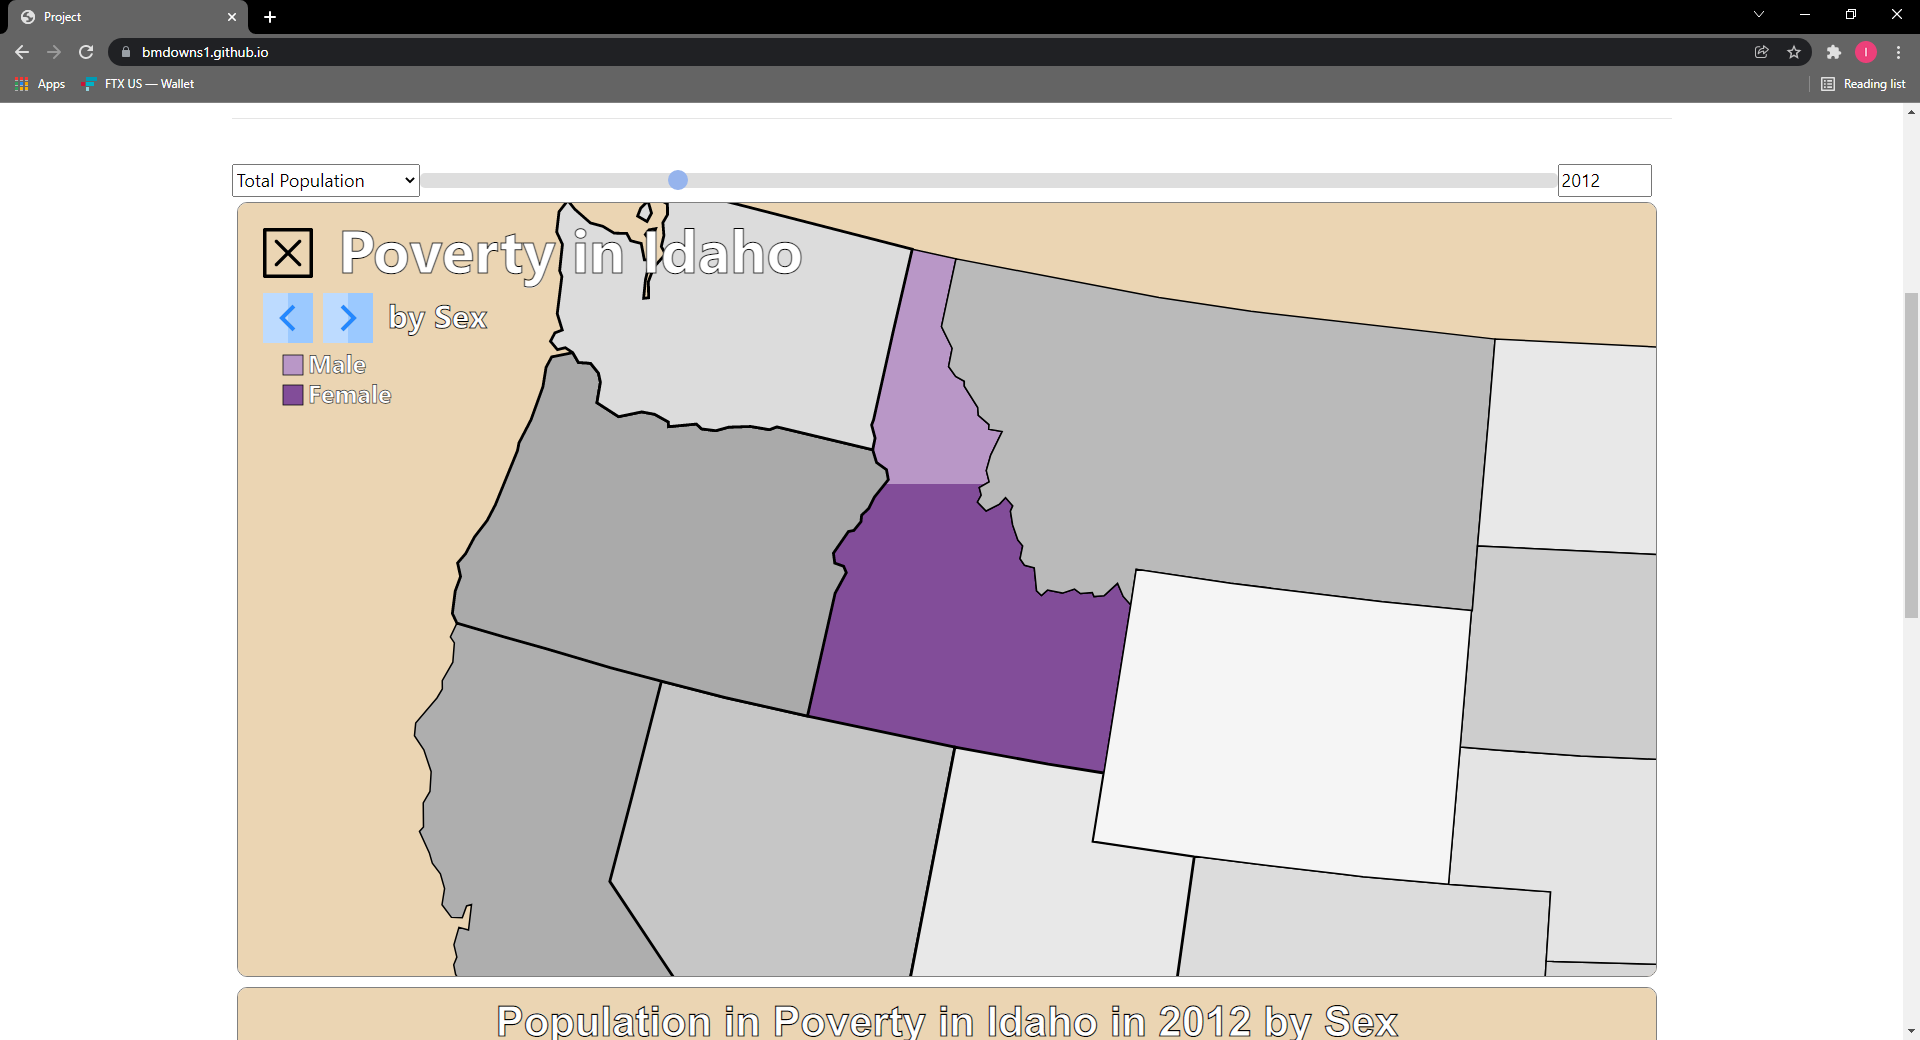 Project
bmdowns1.github.io
I
Apps
FTX US — Wallet
Reading list
Total Population
2012
Poverty in Idaho
by Sex
Male
Female
Population in Poverty in Idaho in 2012 by Sex